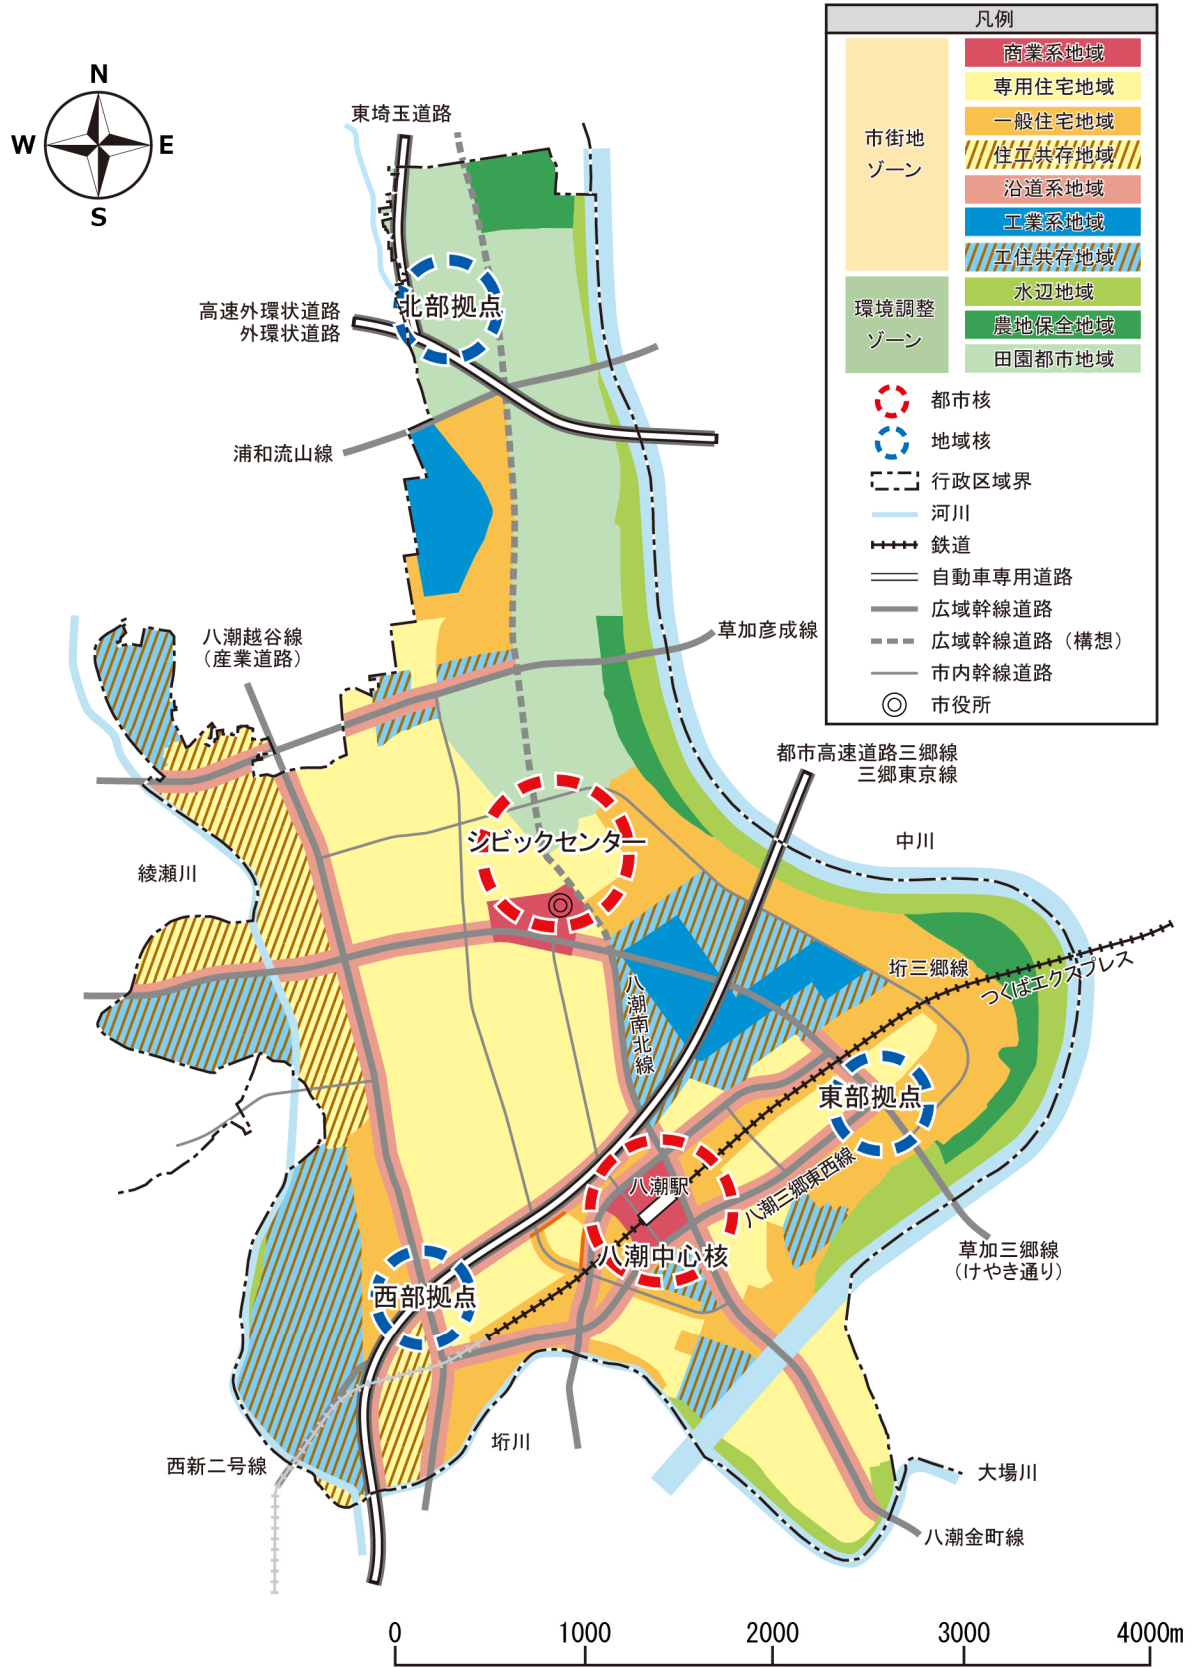 凡例
市街地
ゾーン
商業系地域
専用住宅地域
一般住宅地域
住工共存地域
沿道系地域
工業系地域
工住共存地域
環境調整
ゾーン
水辺地域
農地保全地域
田園都市地域
都市核
地域核
行政区域界
河川
鉄道
自動車専用道路
広域幹線道路
広域幹線道路（構想）
市内幹線道路
市役所
N
W
E
S
東埼玉道路
北部拠点
高速外環状道路
外環状道路
浦和流山線
草加彦成線
八潮越谷線
（産業道路）
都市高速道路三郷線
三郷東京線
シビックセンター
中川
綾瀬川
垳三郷線
つくばエクスプレス
八潮南北線
東部拠点
八潮駅
八潮三郷東西線
八潮中心核
草加三郷線
（けやき通り）
西部拠点
垳川
西新二号線
大場川
八潮金町線
0
1000
2000
3000
4000m